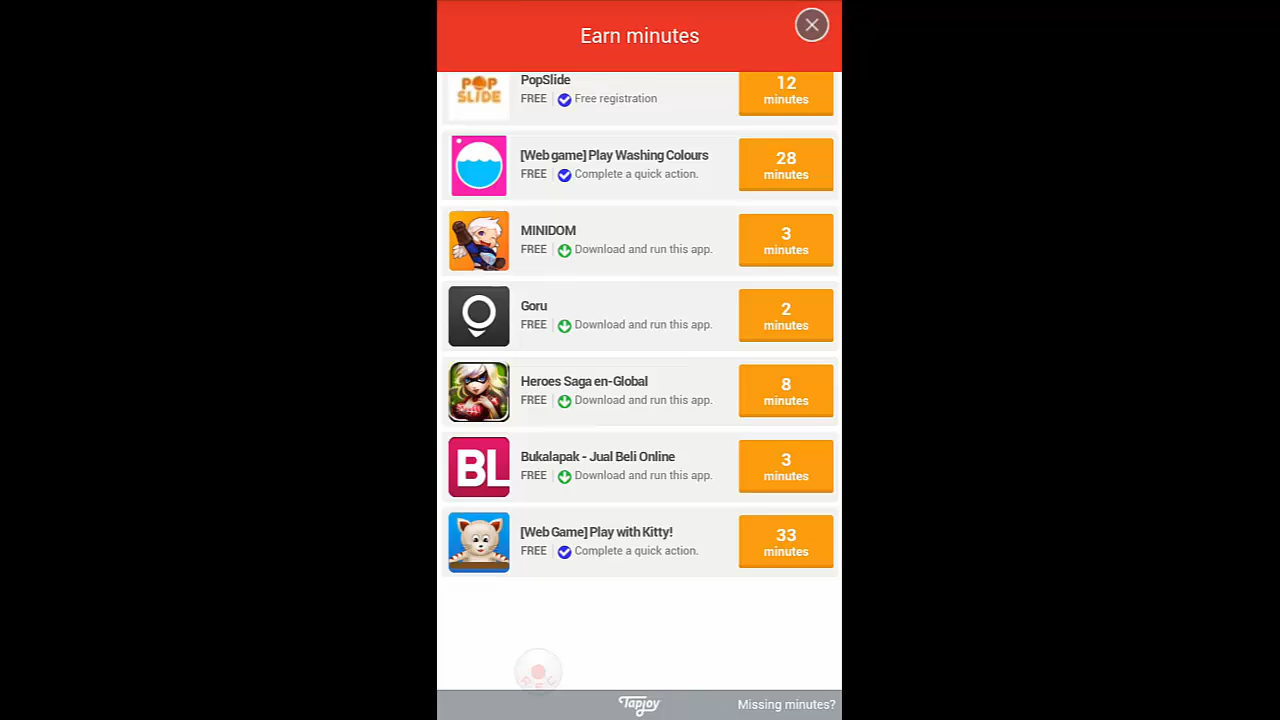 Earn minutes
POP
SLIDE
PopSlide
FREE Free registration
12
minutes
[Web game] Play Washing Colours
FREE Complete a quick action.
28
minutes
MINIDOM
FREE Download and run this app.
3
minutes
Goru
FREE Download and run this app.
2
minutes
Heroes Saga en-Global
FREE Download and run this app.
8
minutes
BL
Bukalapak - Jual Beli Online
FREE Download and run this app.
3
minutes
[Web Game] Play with Kitty!
FREE Complete a quick action.
33
minutes
REC
Tapjoy
Missing minutes?